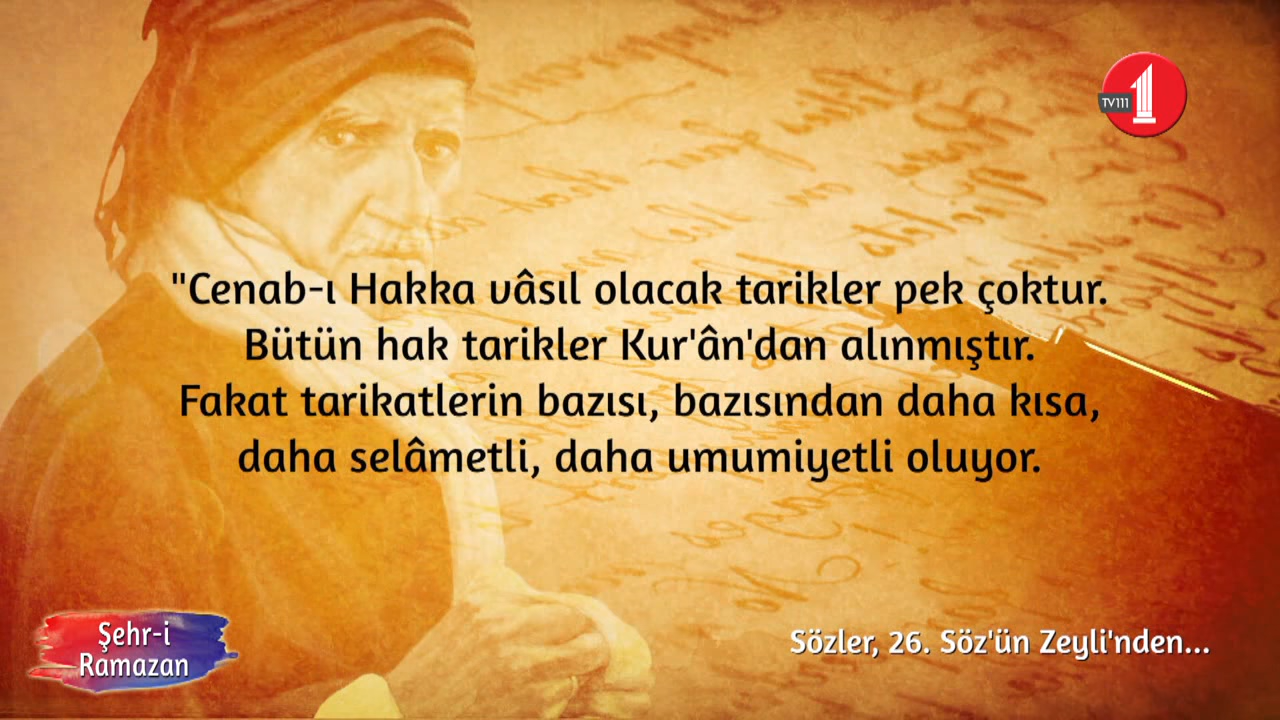 TV111
1
"Cenab-ı Hakka vâsıl olacak tarikler pek çoktur.
Bütün hak tarikler Kur'ân'dan alınmıştır.
Fakat tarikatlerin bazısı, bazısından daha kısa,
daha selâmetli, daha umumiyetli oluyor.
Şehr-i
Ramazan
Sözler, 26. Söz'ün Zeyli'nden...